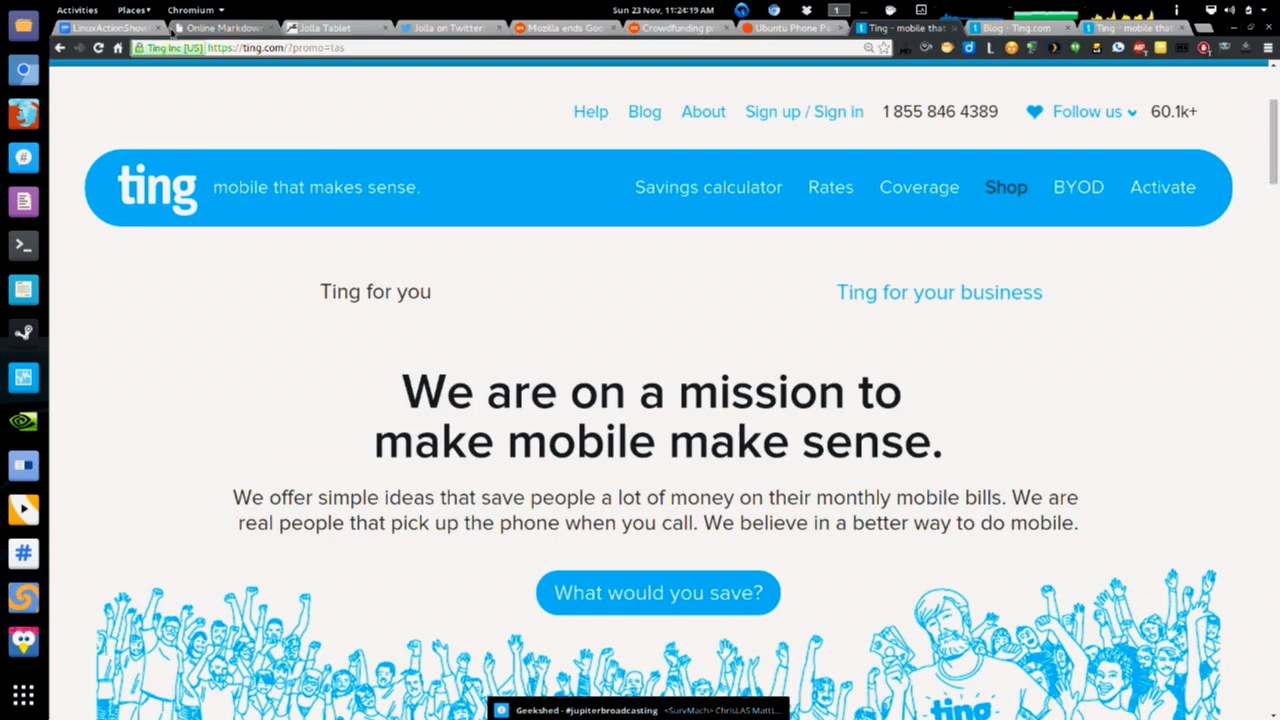 Activities Places Chromium Sun 23 Nov, 11:24:19 AM 1 ...
LinuxActionShow Online Markdown Jolla Tablet Jolla on Twitter: Mozilla ends Goo Crowdfunding p Ubuntu Phone P Ting - mobile tha Blog - Ting.com Ting - mobile tha
Ting Inc [US] https://ting.com/?promo=las
Help Blog About Sign up / Sign in 1 855 846 4389 Follow us 60.1k+
ting mobile that makes sense. Savings calculator Rates Coverage Shop BYOD Activate
Ting for you Ting for your business
We are on a mission to
make mobile make sense.
We offer simple ideas that save people a lot of money on their monthly mobile bills. We are
real people that pick up the phone when you call. We believe in a better way to do mobile.
What would you save?
ting
Geekshed - #jupiterbroadcasting <SurvMach> ChrisLAS MattL...